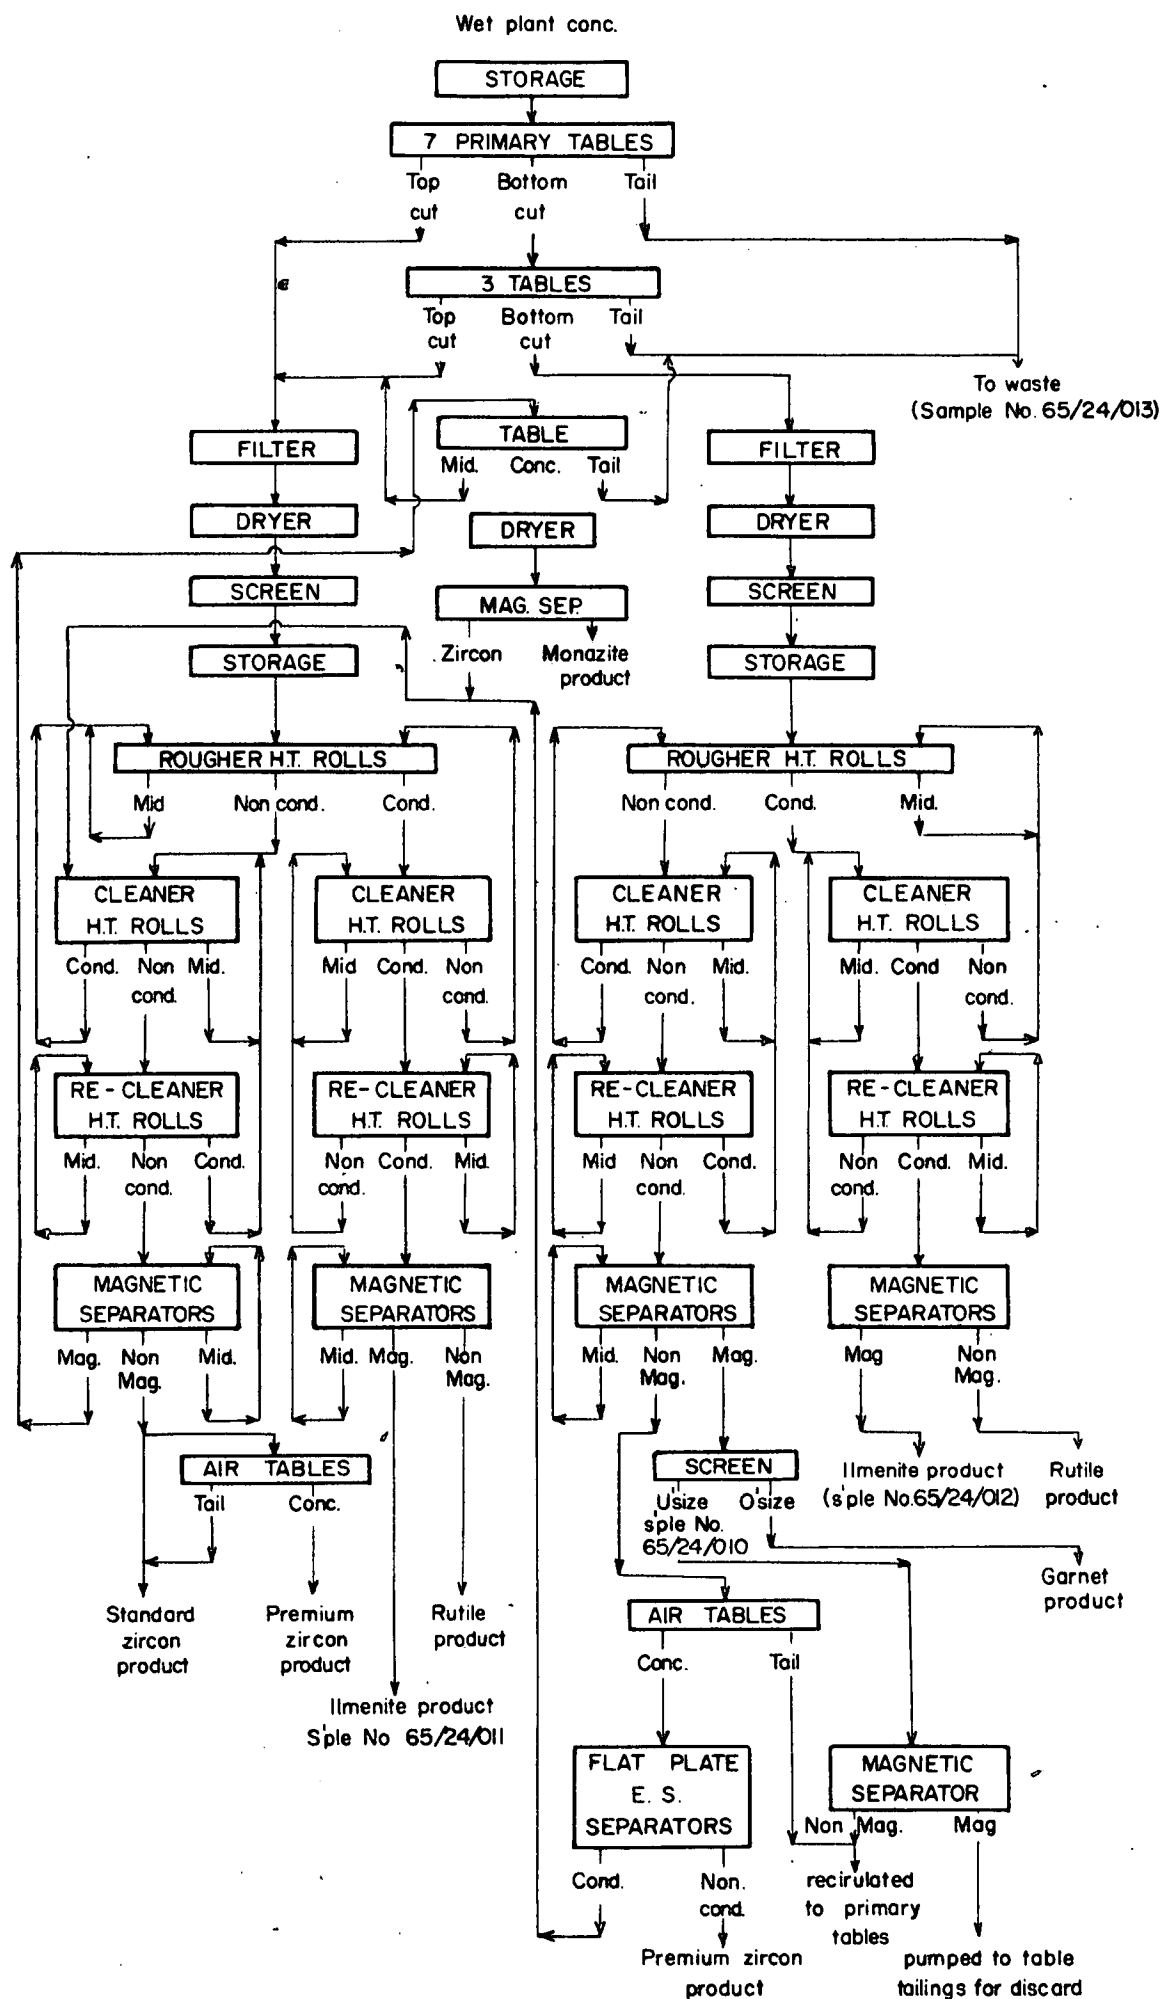 Wet plant conc.
STORAGE
7 PRIMARY TABLES
Top cut
Bottom cut
Tail
3 TABLES
Top cut
Bottom cut
Tail
To waste
(Sample No. 65/24/013)
FILTER
TABLE
FILTER
Mid. Conc. Tail
DRYER
DRYER
DRYER
SCREEN
MAG. SEP.
SCREEN
STORAGE
Zircon
Monazite product
STORAGE
ROUGHER H.T. ROLLS
ROUGHER H.T. ROLLS
Mid Non cond. Cond.
Non cond. Cond. Mid.
CLEANER H.T. ROLLS
CLEANER H.T. ROLLS
CLEANER H.T. ROLLS
CLEANER H.T. ROLLS
Cond. Non cond. Mid.
Mid Cond. Non cond.
Cond. Non cond. Mid.
Mid. Cond Non cond.
RE-CLEANER H.T. ROLLS
RE-CLEANER H.T. ROLLS
RE-CLEANER H.T. ROLLS
RE-CLEANER H.T. ROLLS
Mid. Non cond. Cond.
Non cond. Cond. Mid.
Mid Non cond. Cond.
Non cond. Cond. Mid.
MAGNETIC SEPARATORS
MAGNETIC SEPARATORS
MAGNETIC SEPARATORS
MAGNETIC SEPARATORS
Mag. Non Mag. Mid.
Mid. Mag. Non Mag.
Mid. Non Mag. Mag.
Mag Non Mag.
AIR TABLES
SCREEN
Ilmenite product
(s'ple No.65/24/012)
Rutile product
Tail Conc.
U'size
s'ple No.
65/24/010
O'size
Garnet product
Standard zircon product
Premium zircon product
Rutile product
AIR TABLES
Conc. Tail
Ilmenite product
S'ple No 65/24/011
FLAT PLATE
E. S.
SEPARATORS
MAGNETIC SEPARATOR
Non Mag. Mag
Cond.
Non. cond.
recirulated
to primary
tables
Premium zircon
product
pumped to table
tailings for discard